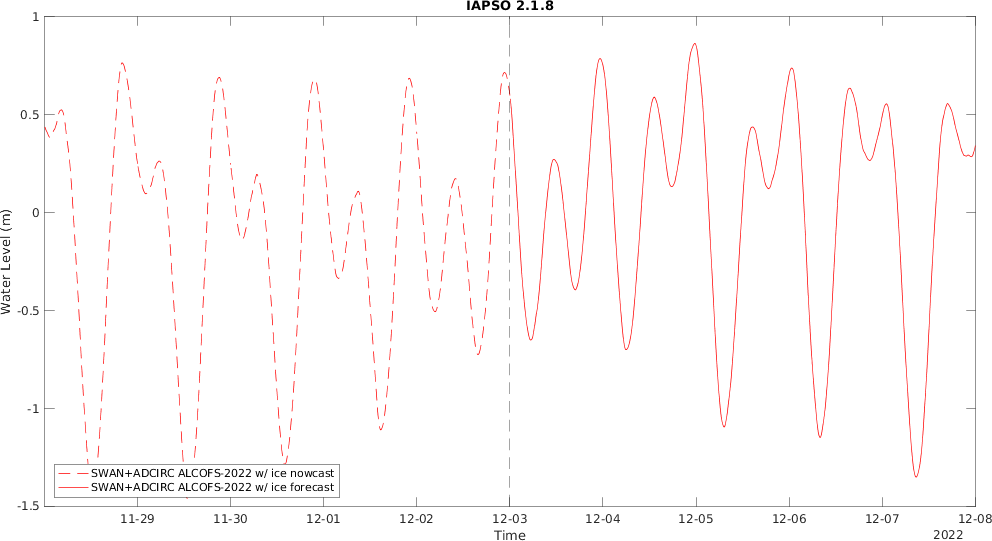 IAPSO 2.1.8
1
0.5
0
-0.5
-1
-1.5
Water Level (m)
SWAN+ADCIRC ALCOFS-2022 w/ ice nowcast
SWAN+ADCIRC ALCOFS-2022 w/ ice forecast
11-29 11-30 12-01 12-02 12-03 12-04 12-05 12-06 12-07 12-08
Time
2022